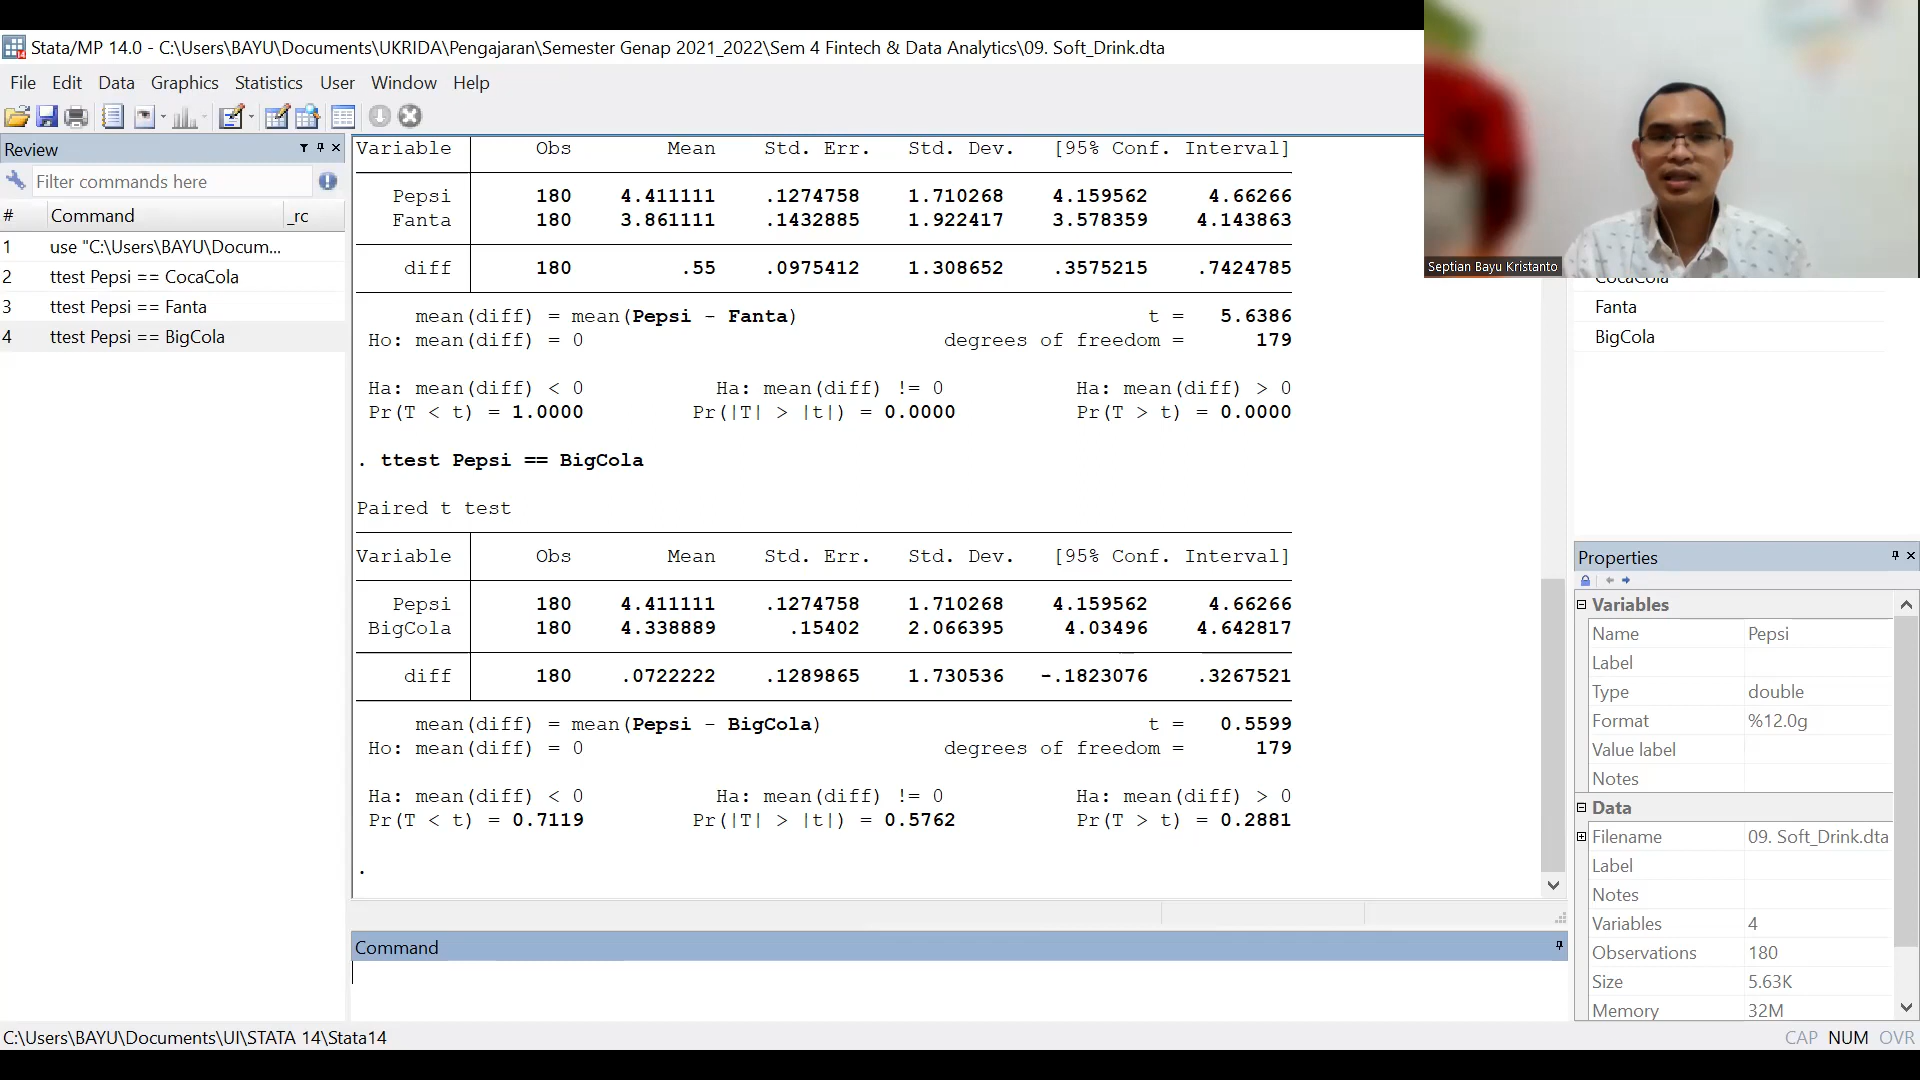 Stata/MP 14.0 - C:\Users\BAYU\Documents\UKRIDA\Pengajaran\Semester Genap 2021_2022\Sem 4 Fintech & Data Analytics\09. Soft_Drink.dta
File Edit Data Graphics Statistics User Window Help
Review
Filter commands here
# Command _rc
1 use "C:\Users\BAYU\Docum...
2 ttest Pepsi == CocaCola
3 ttest Pepsi == Fanta
4 ttest Pepsi == BigCola
Variable Obs Mean Std. Err. Std. Dev. [95% Conf. Interval]
Pepsi 180 4.411111 .1274758 1.710268 4.159562 4.66266
Fanta 180 3.861111 .1432885 1.922417 3.578359 4.143863
diff 180 .55 .0975412 1.308652 .3575215 .7424785
mean(diff) = mean(Pepsi - Fanta) t = 5.6386
Ho: mean(diff) = 0 degrees of freedom = 179
Ha: mean(diff) < 0 Ha: mean(diff) != 0 Ha: mean(diff) > 0
Pr(T < t) = 1.0000 Pr(|T| > |t|) = 0.0000 Pr(T > t) = 0.0000
. ttest Pepsi == BigCola
Paired t test
Variable Obs Mean Std. Err. Std. Dev. [95% Conf. Interval]
Pepsi 180 4.411111 .1274758 1.710268 4.159562 4.66266
BigCola 180 4.338889 .15402 2.066395 4.03496 4.642817
diff 180 .0722222 .1289865 1.730536 -.1823076 .3267521
mean(diff) = mean(Pepsi - BigCola) t = 0.5599
Ho: mean(diff) = 0 degrees of freedom = 179
Ha: mean(diff) < 0 Ha: mean(diff) != 0 Ha: mean(diff) > 0
Pr(T < t) = 0.7119 Pr(|T| > |t|) = 0.5762 Pr(T > t) = 0.2881
.
Command
Septian Bayu Kristanto
CocaCola
Fanta
BigCola
Properties
Variables
Name Pepsi
Label
Type double
Format %12.0g
Value label
Notes
Data
Filename 09. Soft_Drink.dta
Label
Notes
Variables 4
Observations 180
Size 5.63K
Memory 32M
C:\Users\BAYU\Documents\UI\STATA 14\Stata14
CAP NUM OVR